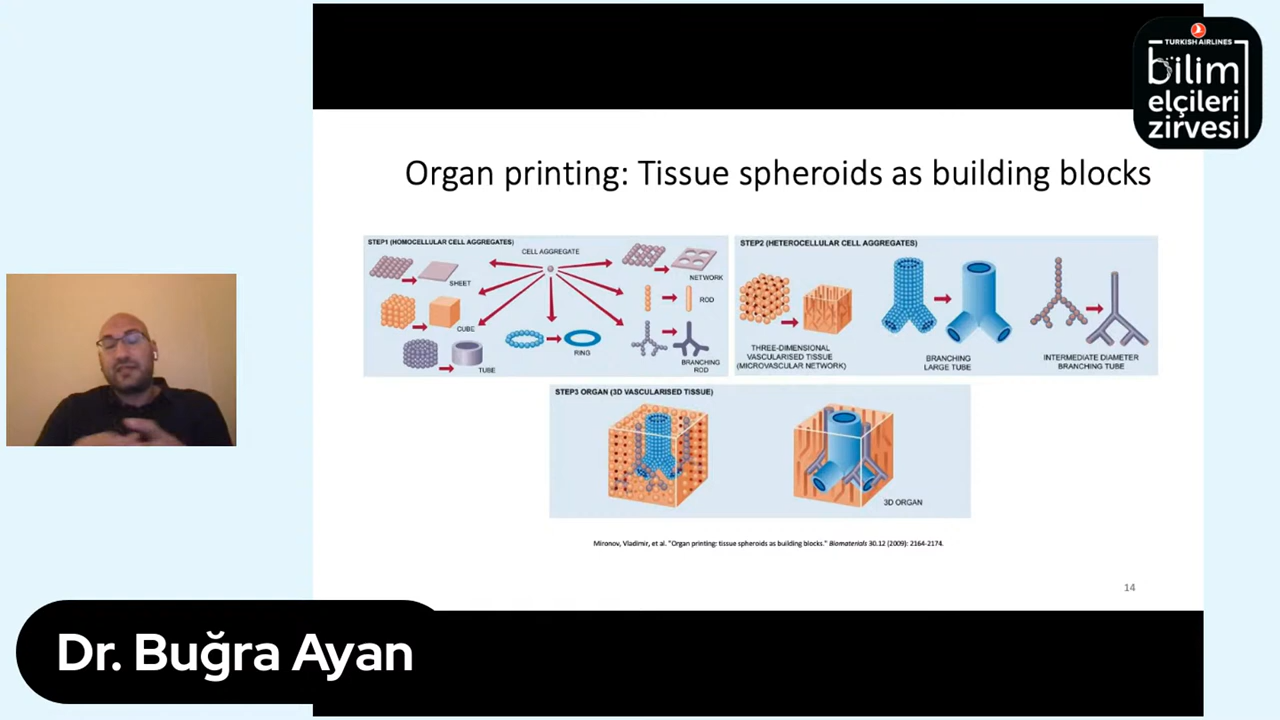 TURKISH AIRLINES
bilim
elçileri
zirvesi
Organ printing: Tissue spheroids as building blocks
STEP1 (HOMOCELLULAR CELL AGGREGATES)
CELL AGGREGATE
SHEET
NETWORK
ROD
CUBE
RING
BRANCHING
ROD
TUBE
STEP2 (HETEROCELLULAR CELL AGGREGATES)
THREE-DIMENSIONAL
VASCULARISED TISSUE
(MICROVASCULAR NETWORK)
BRANCHING
LARGE TUBE
INTERMEDIATE DIAMETER
BRANCHING TUBE
STEP3 ORGAN (3D VASCULARISED TISSUE)
3D ORGAN
Mironov, Vladimir, et al. "Organ printing: tissue spheroids as building blocks." Biomaterials 30.12 (2009): 2164-2174.
14
Dr. Buğra Ayan